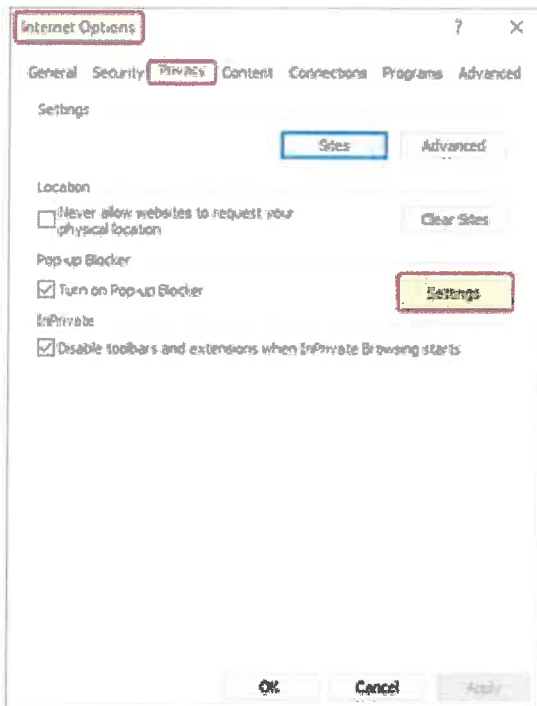 Internet Options ? ×
General Security Privacy Content Connections Programs Advanced
Settings
Sites Advanced
Location
Never allow websites to request your
physical location
Clear Sites
Pop-up Blocker
Turn on Pop-up Blocker Settings
InPrivate
Disable toolbars and extensions when InPrivate Browsing starts
OK Cancel Apply